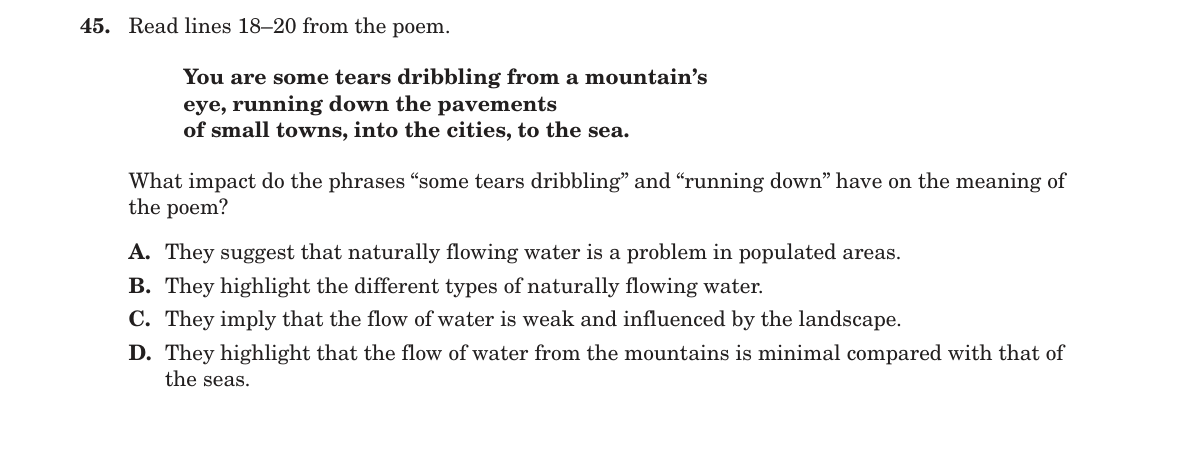 45. Read lines 18–20 from the poem.
You are some tears dribbling from a mountain’s
eye, running down the pavements
of small towns, into the cities, to the sea.
What impact do the phrases “some tears dribbling” and “running down” have on the meaning of
the poem?
A. They suggest that naturally flowing water is a problem in populated areas.
B. They highlight the different types of naturally flowing water.
C. They imply that the flow of water is weak and influenced by the landscape.
D. They highlight that the flow of water from the mountains is minimal compared with that of
the seas.